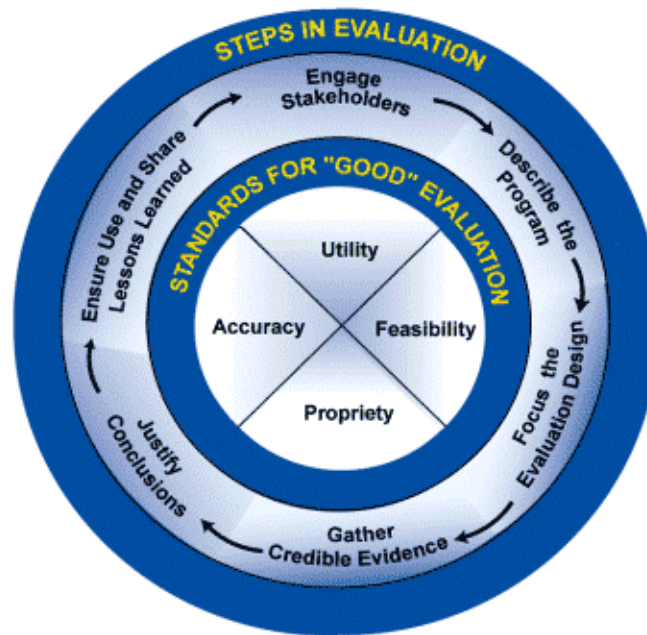 STEPS IN EVALUATION
Engage
Stakeholders
Describe the
Program
Focus the
Evaluation Design
Gather
Credible Evidence
Justify
Conclusions
Ensure Use and Share
Lessons Learned
STANDARDS FOR "GOOD" EVALUATION
Utility
Accuracy
Feasibility
Propriety